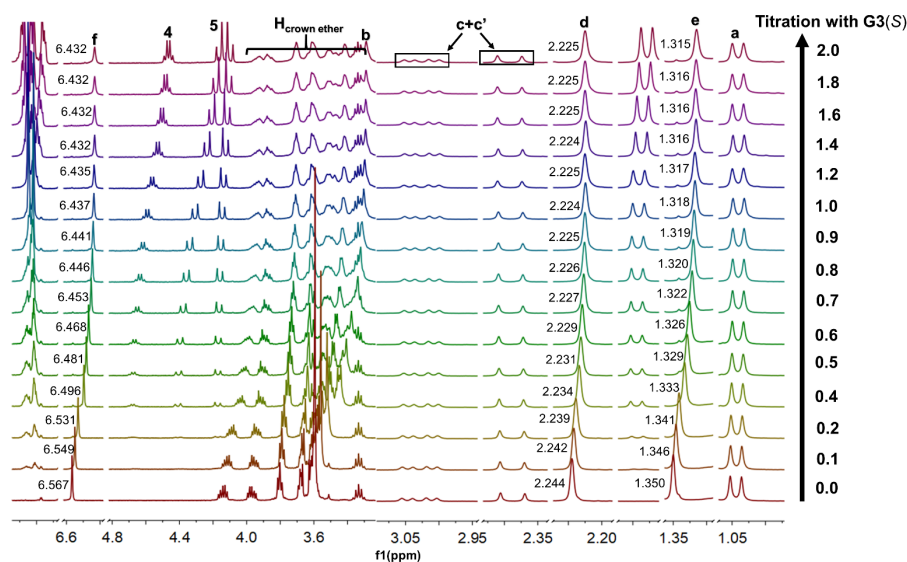 Titration with G3(S)
f 4 5 Hcrown ether b c+c’ d e a
6.432 2.225 1.315 2.0
6.432 2.225 1.316 1.8
6.432 2.225 1.316 1.6
6.432 2.224 1.316 1.4
6.435 2.225 1.317 1.2
6.437 2.224 1.318 1.0
6.441 2.225 1.319 0.9
6.446 2.226 1.320 0.8
6.453 2.227 1.322 0.7
6.468 2.229 1.326 0.6
6.481 2.231 1.329 0.5
6.496 2.234 1.333 0.4
6.531 2.239 1.341 0.2
6.549 2.242 1.346 0.1
6.567 2.244 1.350 0.0
6.6 4.8 4.4 4.0 3.6 3.05 2.95 2.35 2.20 1.35 1.05
f1(ppm)